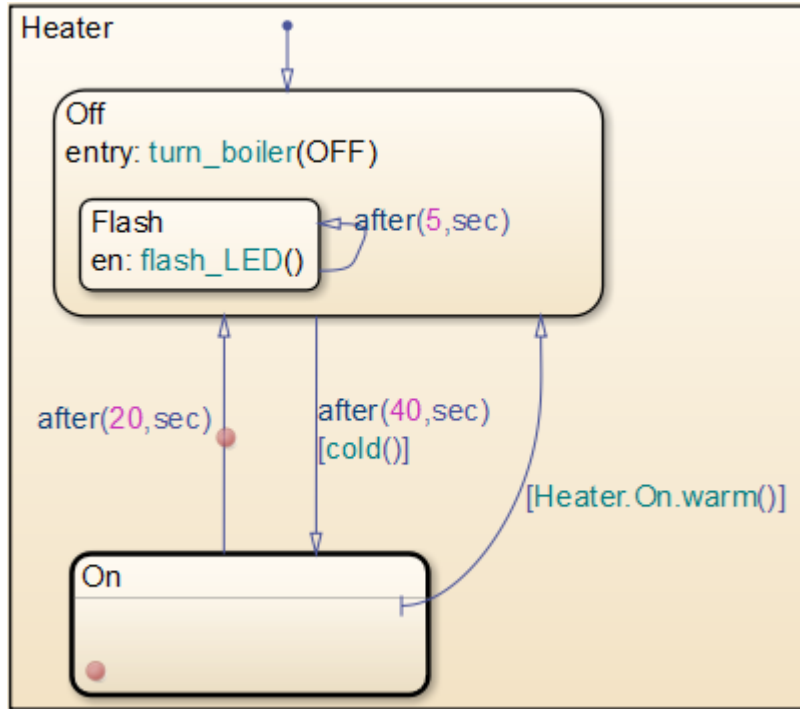 Heater
Off
entry: turn_boiler(OFF)
Flash
en: flash_LED()
after(5,sec)
after(20,sec)
after(40,sec)
[cold()]
[Heater.On.warm()]
On